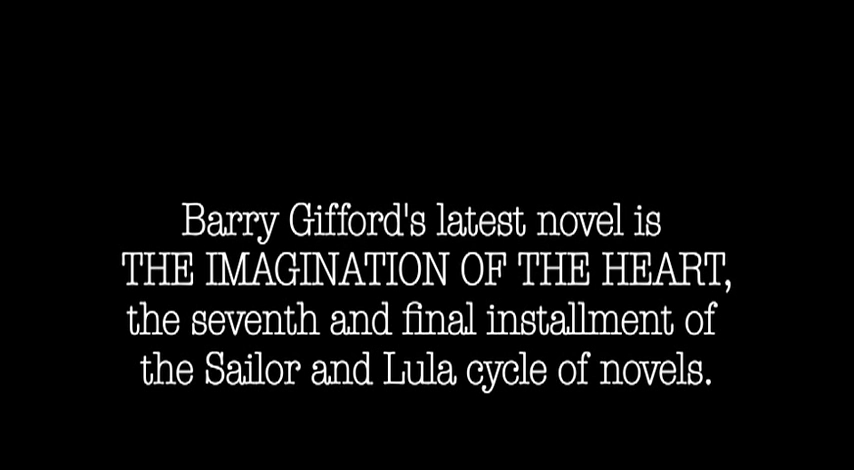 Barry Gifford's latest novel is
THE IMAGINATION OF THE HEART,
the seventh and final installment of
the Sailor and Lula cycle of novels.